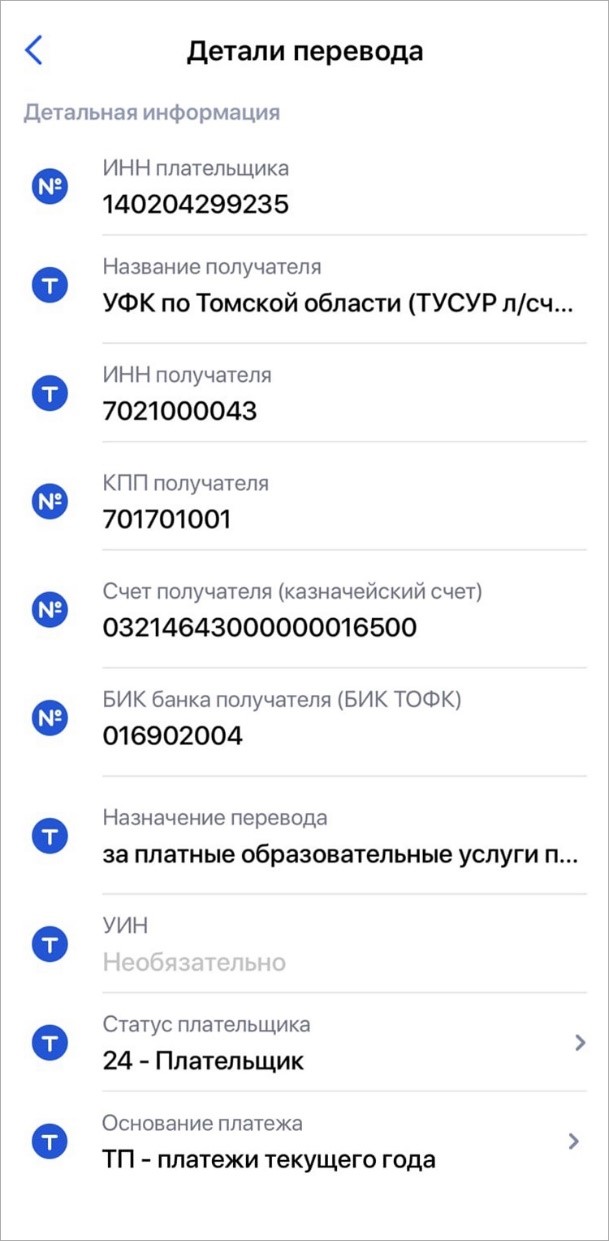 Детали перевода
Детальная информация
№
ИНН плательщика
140204299235
Т
Название получателя
УФК по Томской области (ТУСУР л/сч...
Т
ИНН получателя
7021000043
№
КПП получателя
701701001
№
Счет получателя (казначейский счет)
03214643000000016500
№
БИК банка получателя (БИК ТОФК)
016902004
Т
Назначение перевода
за платные образовательные услуги п...
Т
УИН
Необязательно
Т
Статус плательщика
24 - Плательщик
Т
Основание платежа
ТП - платежи текущего года